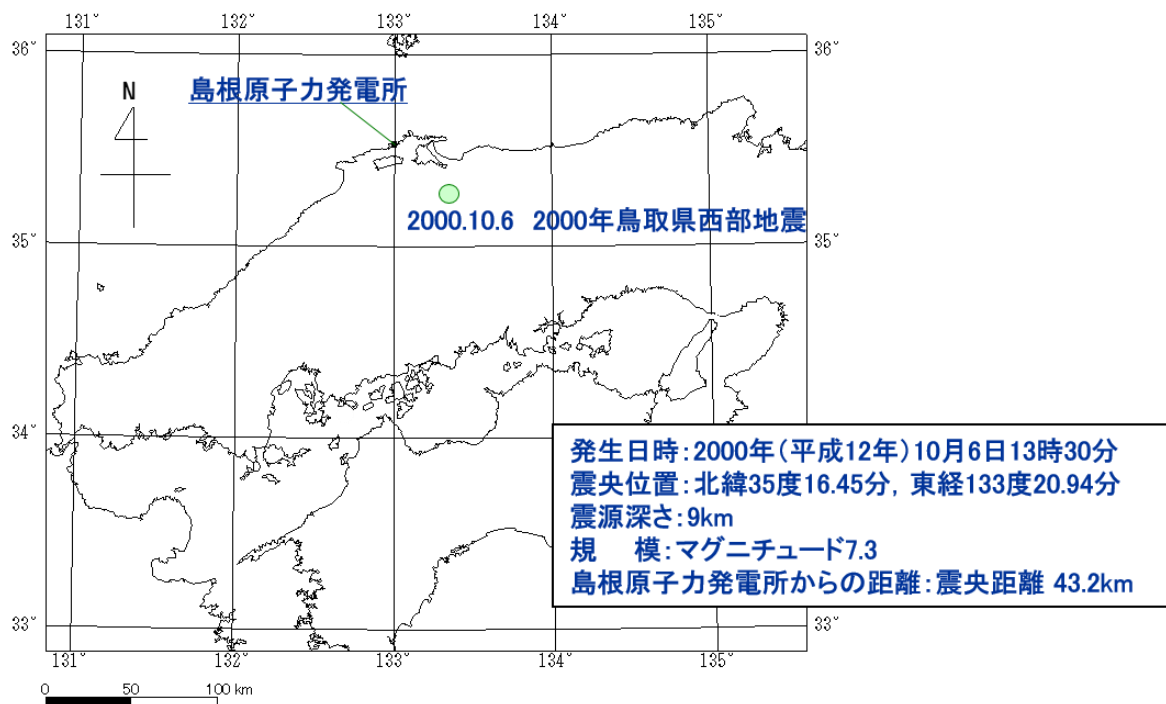 131° 132° 133° 134° 135°
36° 36°
N
島根原子力発電所
2000.10.6 2000年鳥取県西部地震
35° 35°
34°
発生日時：2000年（平成12年）10月6日13時30分
震央位置：北緯35度16.45分，東経133度20.94分
震源深さ：9km
規　模：マグニチュード7.3
島根原子力発電所からの距離：震央距離 43.2km
33° 33°
131° 132° 133° 134° 135°
0 50 100 km